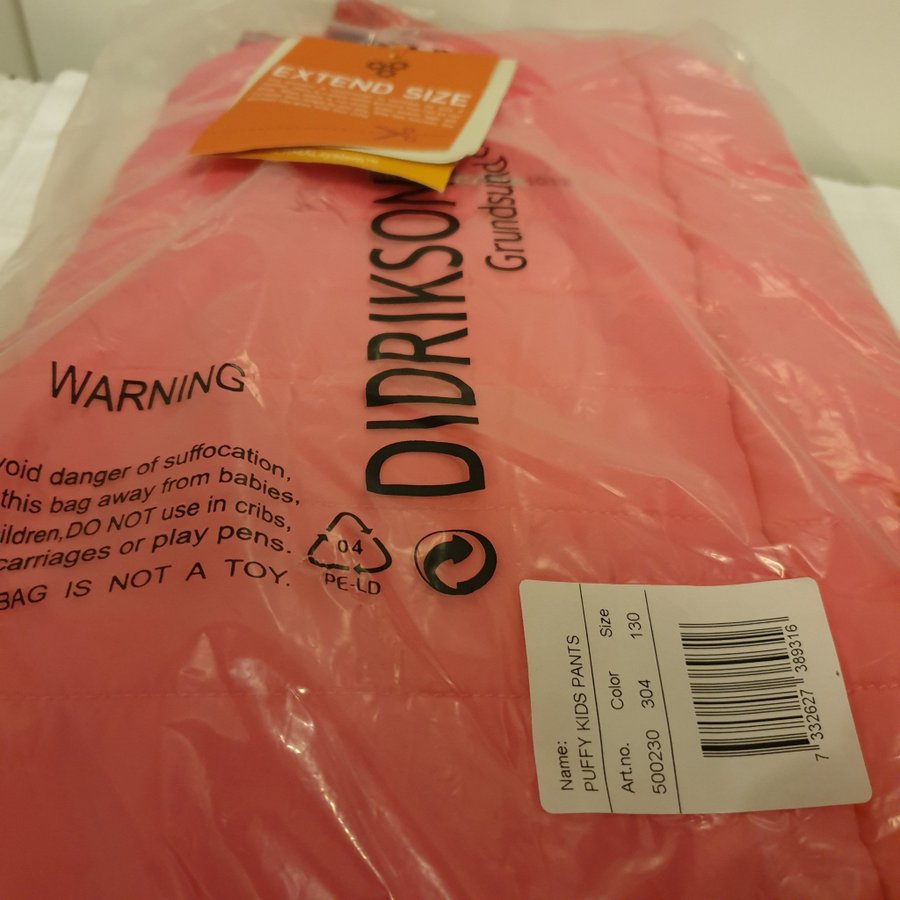 EXTEND SIZE
DIDRIKSON
Grundsund
WARNING
void danger of suffocation,
this bag away from babies,
ildren,DO NOT use in cribs,
carriages or play pens.
BAG IS NOT A TOY.
04
PE-LD
Name:
PUFFY KIDS PANTS
Art.no. Color Size
500230 304 130
7 332627 389316